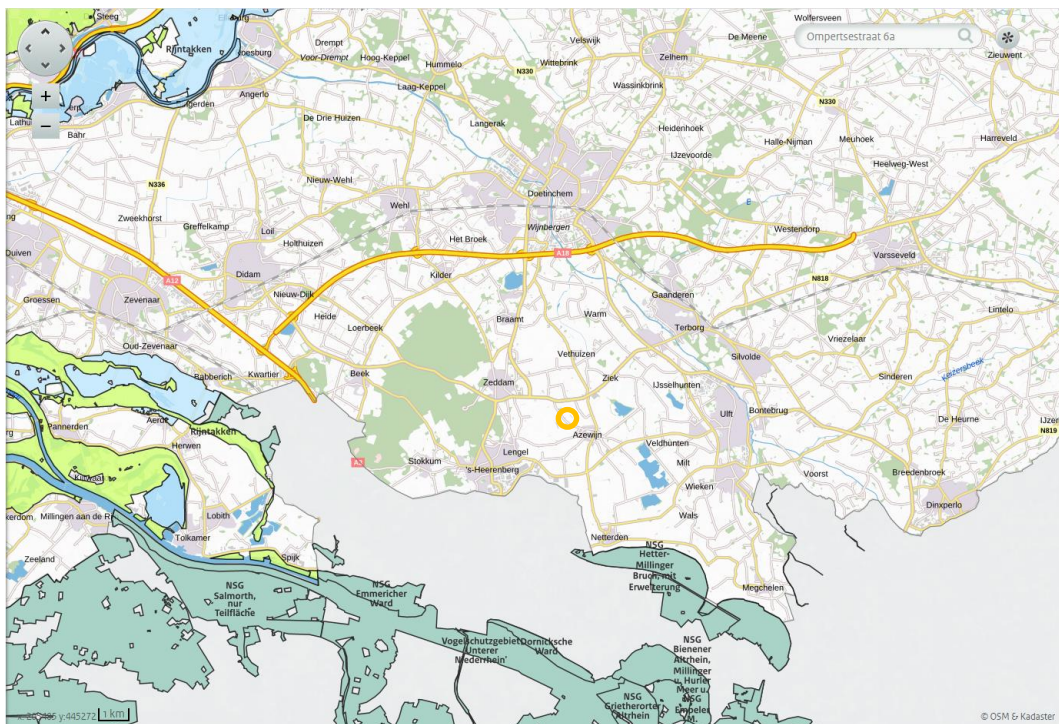 Steeg
Wolfersveen
Drempt
Velswijk
De Meene
Ompertsestraat 6a
Rijntakken
Voor-Drempt
Hoog-Keppel
Hummelo
Wittebrink
Zelhem
Zieuwent
N330
Laag-Keppel
Wassinkbrink
Angerlo
N330
De Drie Huizen
Langerak
Heidenhoek
Bahr
Halle-Nijman
Meuhoek
Harreveld
IJzevoorde
Heelweg-West
N336
Nieuw-Wehl
Doetinchem
Wehl
Zweekhorst
Greffelkamp
Loil
Wijnbergen
Westendorp
Holthuizen
Het Broek
A18
Varsseveld
Duiven
Didam
Kilder
A12
N818
Groessen
Zevenaar
Nieuw-Dijk
Gaanderen
Heide
Braamt
Warm
Lintelo
Loerbeek
Terborg
Vriezelaar
Oud-Zevenaar
Vethuizen
Silvolde
Babberich
Kwartier
Beek
Zeddam
Ziek
IJsselhunten
Sinderen
Keizersbeek
Pannerden
Aerdt
Rijntakken
Ulft
Bontebrug
De Heurne
Azewijn
N819
Herwen
Lengel
Veldhunten
A3
Stokkum
's-Heerenberg
Milt
Voorst
Breedenbroek
Wieken
Dinxperlo
Millingen aan de R
Lobith
Wals
Tolkamer
Netterden
Zeeland
Spijk
NSG
Hetter-
Millinger
Bruch, mit
Erweiterung
Megchelen
NSG
Salmorth,
nur
Teilfläche
NSG
Emmericher
Ward
Vogelschutzgebiet
Unterer
Niederrhein'
Dornicksche
Ward
NSG
Bienener
Altrhein,
Millinger
u. Hurler
Meer u.
NSG
Grietherorter
Altrhein
NSG
Empeler
M.
y:445272
1 km
© OSM & Kadaster